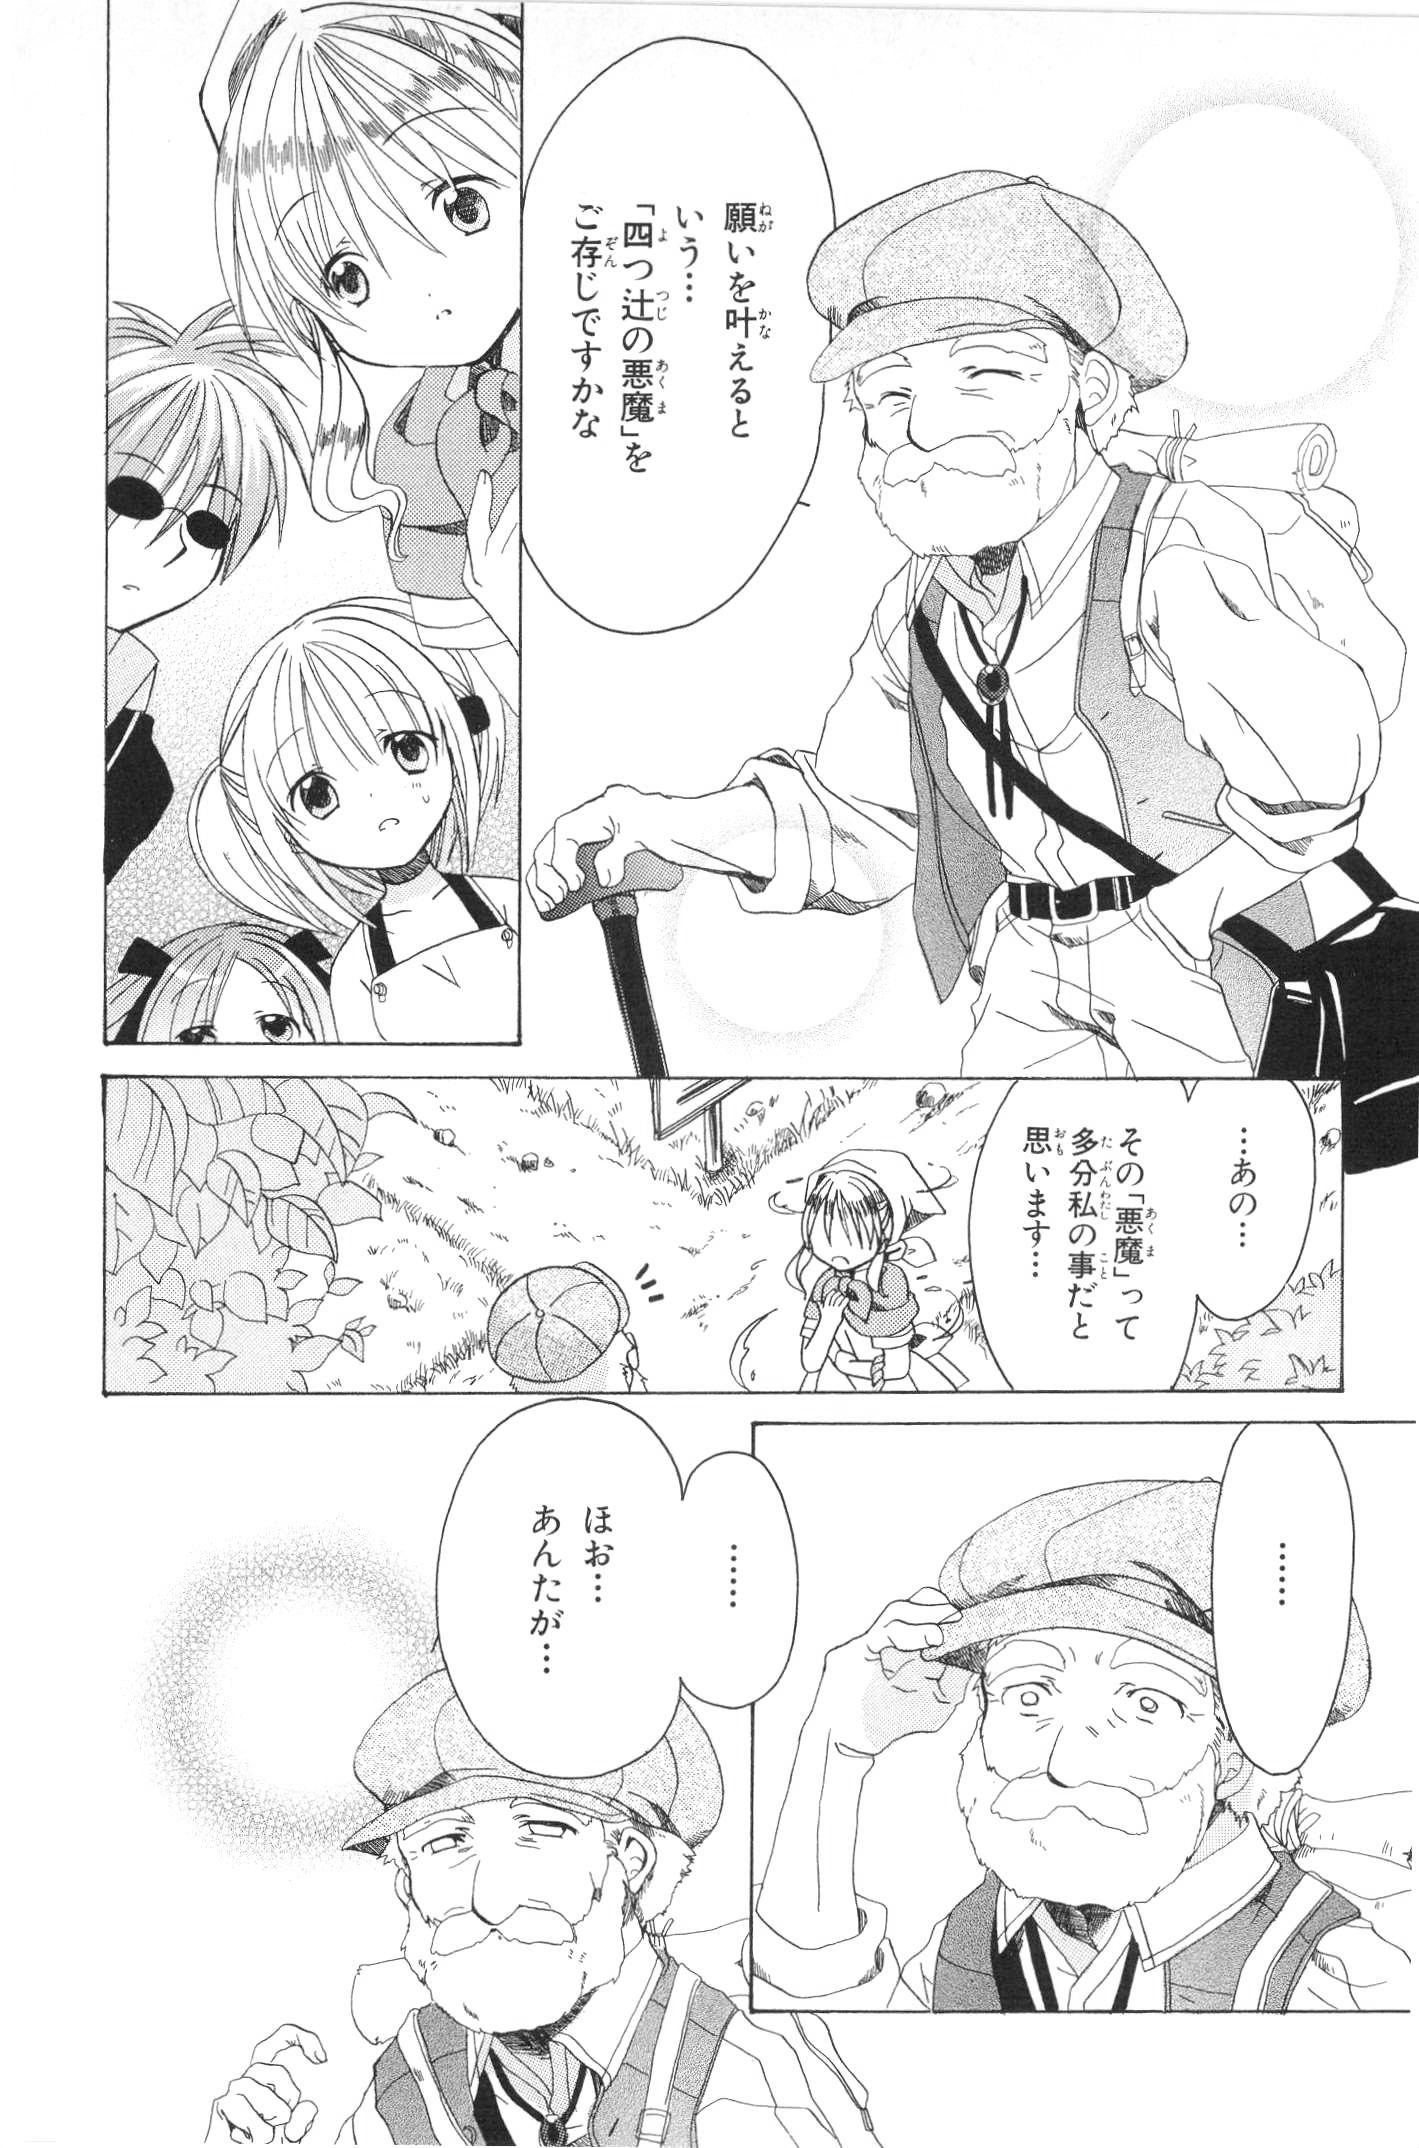 願いを叶えると
いう…
「四つ辻の悪魔」を
ご存じですかな
…あの…
その「悪魔」って
多分私の事だと
思います…
……
……
ほお…
あんたが…